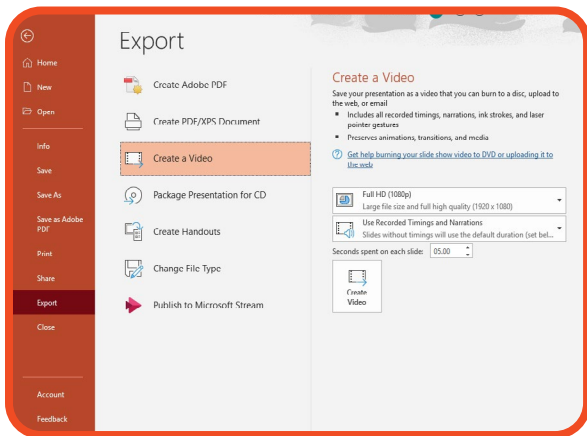 Export
Home
New
Open
Info
Save
Save As
Save as Adobe
PDF
Print
Share
Export
Close
Account
Feedback
Create Adobe PDF
Create PDF/XPS Document
Create a Video
Package Presentation for CD
Create Handouts
Change File Type
Publish to Microsoft Stream
Create a Video
Save your presentation as a video that you can burn to a disc, upload to
the web, or email
Includes all recorded timings, narrations, ink strokes, and laser
pointer gestures
Preserves animations, transitions, and media
Get help burning your slide show video to DVD or uploading it to
the web
Full HD (1080p)
Large file size and full high quality (1920 x 1080)
Use Recorded Timings and Narrations
Slides without timings will use the default duration (set bel...
Seconds spent on each slide: 05.00
Create
Video